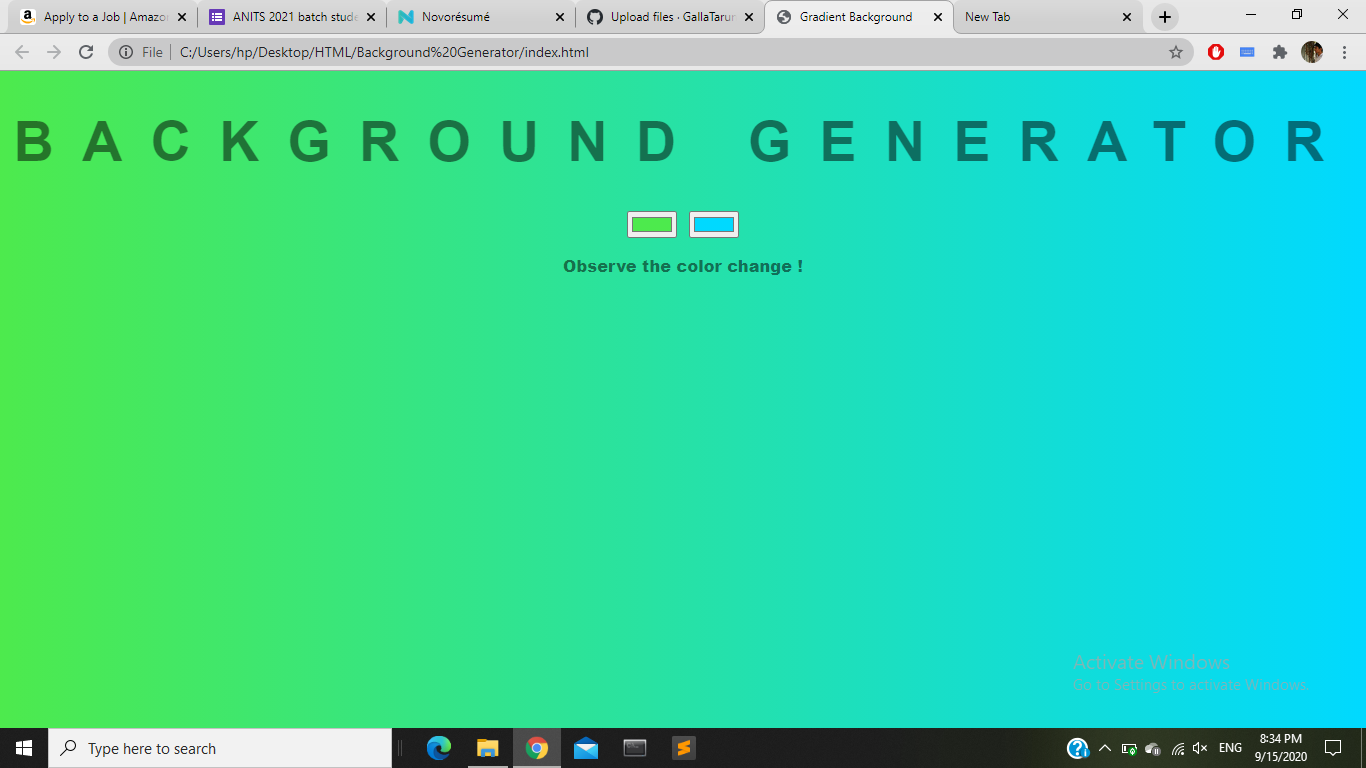 Apply to a Job | Amazo
ANITS 2021 batch stude
Novorésumé
Upload files · GallaTarur
Gradient Background
New Tab
File
C:/Users/hp/Desktop/HTML/Background%20Generator/index.html
BACKGROUND GENERATOR
Observe the color change !
Activate Windows
Go to Settings to activate Windows.
Type here to search
ENG
8:34 PM
9/15/2020